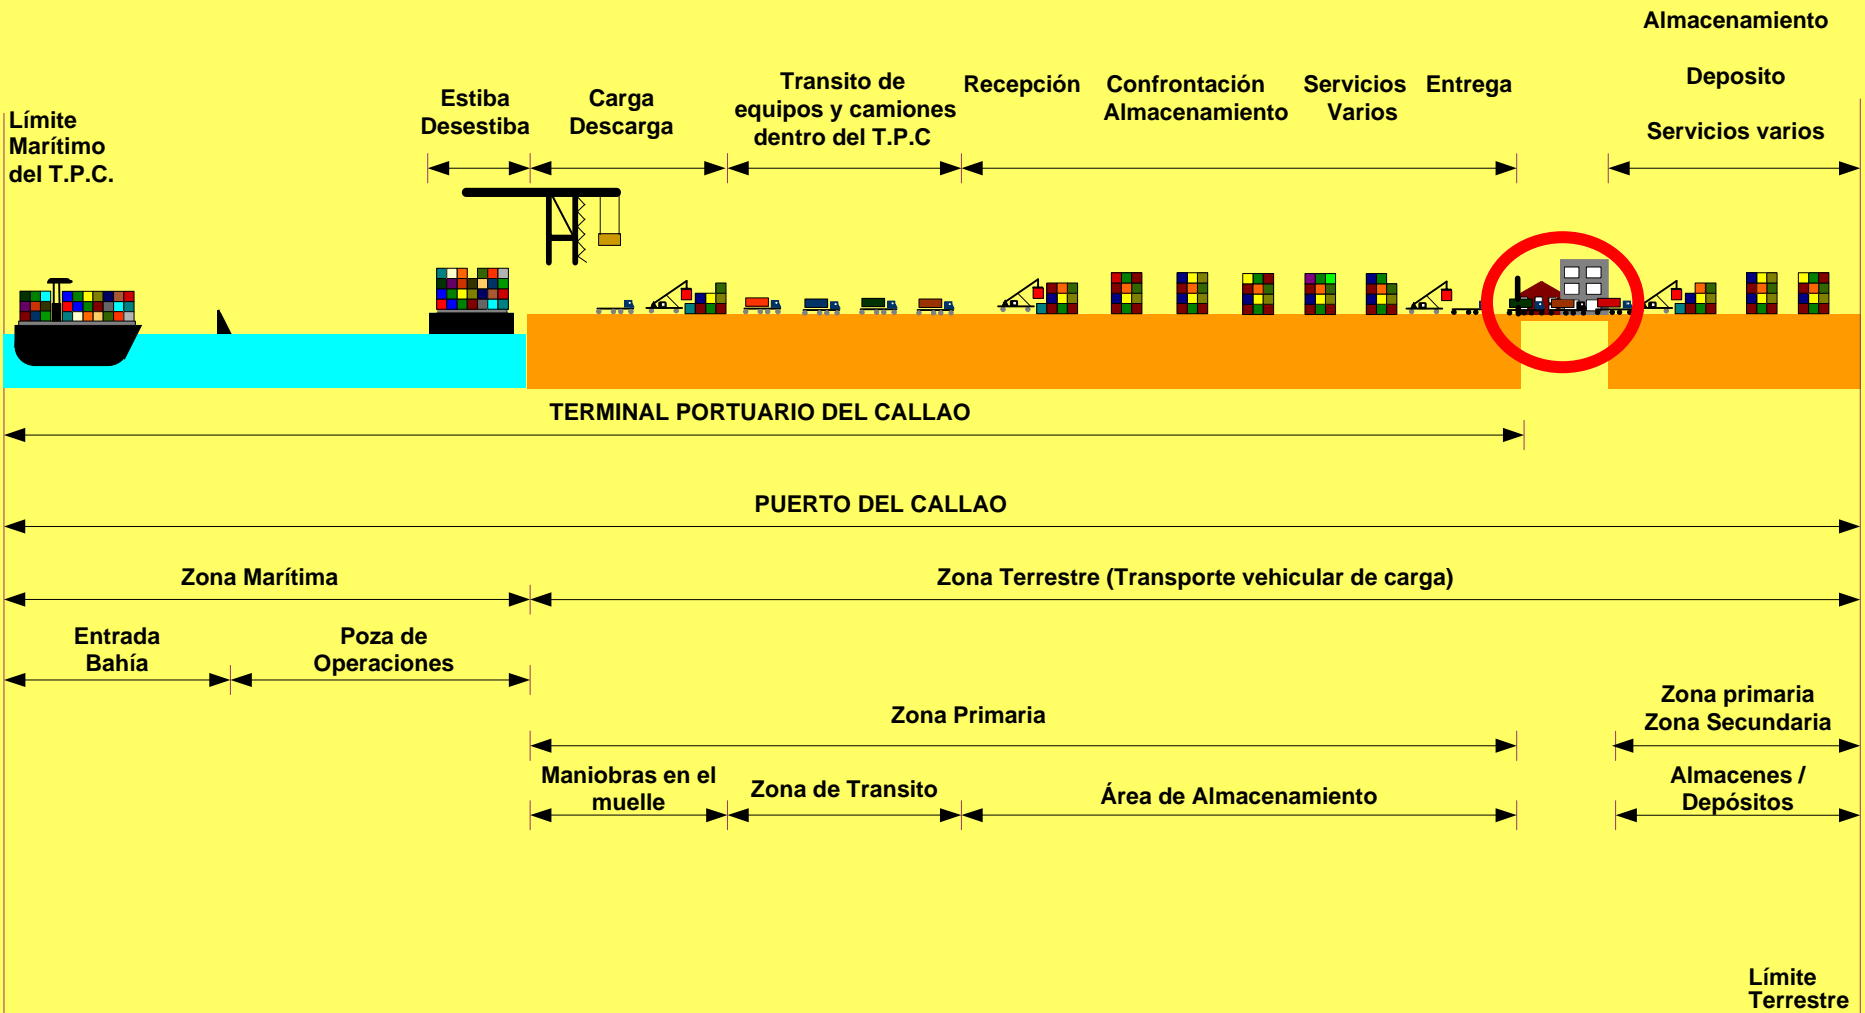 Almacenamiento
Deposito
Servicios varios
Límite
Marítimo
del T.P.C.
Estiba
Desestiba
Carga
Descarga
Transito de
equipos y camiones
dentro del T.P.C
Recepción
Confrontación
Almacenamiento
Servicios
Varios
Entrega
TERMINAL PORTUARIO DEL CALLAO
PUERTO DEL CALLAO
Zona Marítima
Zona Terrestre (Transporte vehicular de carga)
Entrada
Bahía
Poza de
Operaciones
Zona Primaria
Zona primaria
Zona Secundaria
Maniobras en el
muelle
Zona de Transito
Área de Almacenamiento
Almacenes /
Depósitos
Límite
Terrestre